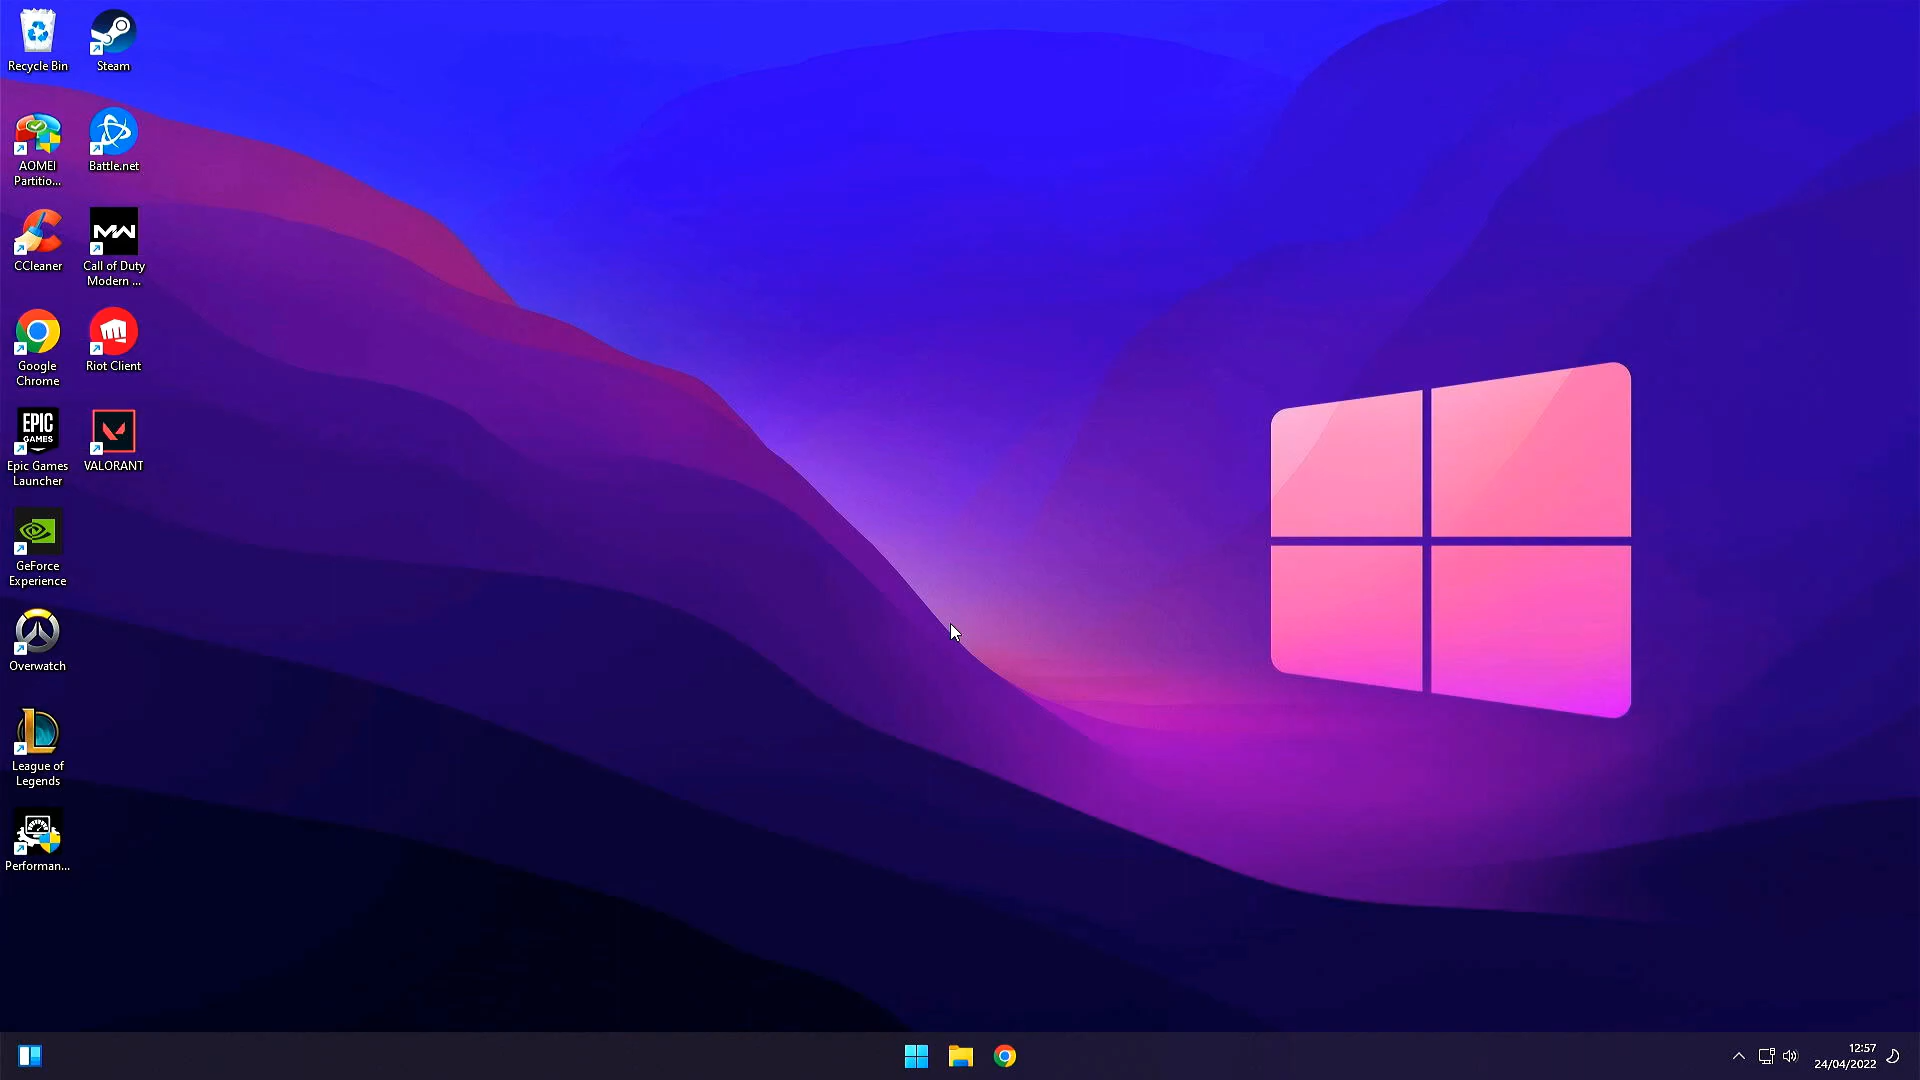 Recycle Bin
Steam
AOMEI
Partitio...
Battle.net
CCleaner
MW
Call of Duty
Modern ...
Google
Chrome
Riot Client
EPIC
GAMES
Epic Games
Launcher
VALORANT
GeForce
Experience
Overwatch
League of
Legends
Performan...
12:57
24/04/2022